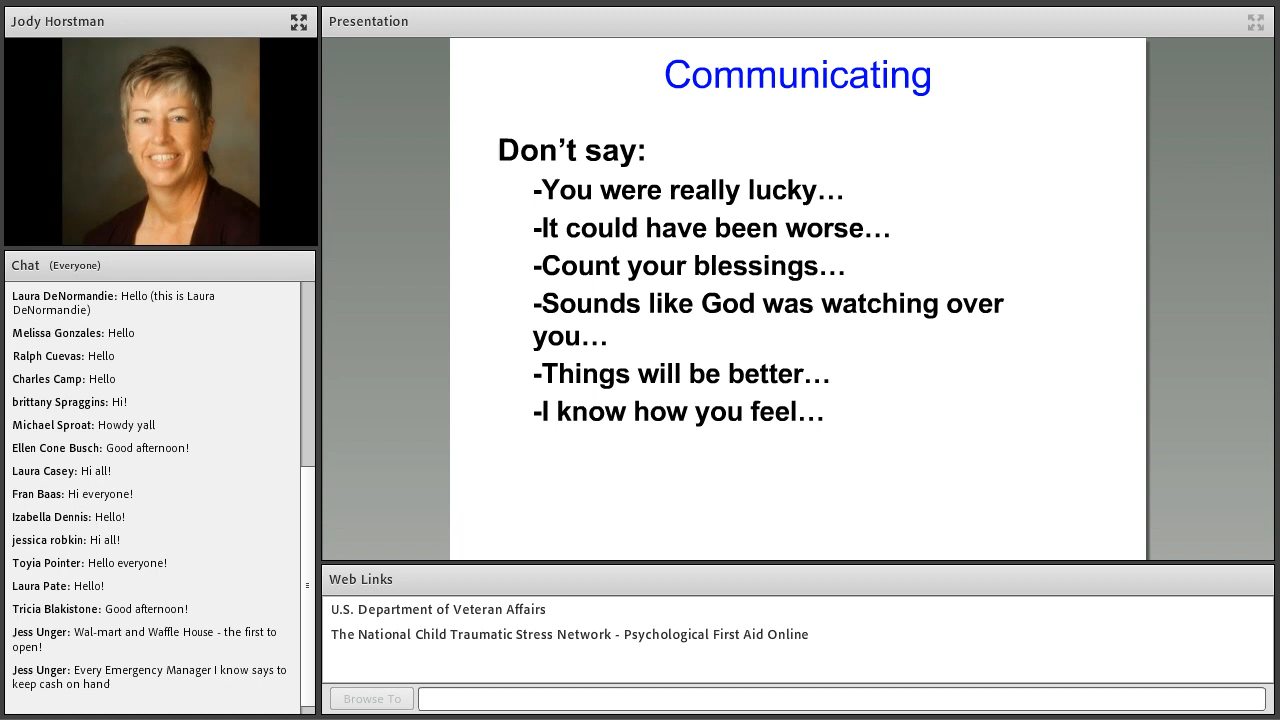 Jody Horstman
Chat (Everyone)
Laura DeNormandie: Hello (this is Laura
DeNormandie)
Melissa Gonzales: Hello
Ralph Cuevas: Hello
Charles Camp: Hello
brittany Spraggins: Hi!
Michael Sproat: Howdy yall
Ellen Cone Busch: Good afternoon!
Laura Casey: Hi all!
Fran Baas: Hi everyone!
Izabella Dennis: Hello!
jessica robkin: Hi all!
Toyia Pointer: Hello everyone!
Laura Pate: Hello!
Tricia Blakistone: Good afternoon!
Jess Unger: Wal-mart and Waffle House - the first to
open!
Jess Unger: Every Emergency Manager I know says to
keep cash on hand
Presentation
Communicating
Don’t say:
-You were really lucky…
-It could have been worse…
-Count your blessings…
-Sounds like God was watching over
you…
-Things will be better…
-I know how you feel…
Web Links
U.S. Department of Veteran Affairs
The National Child Traumatic Stress Network - Psychological First Aid Online
Browse To